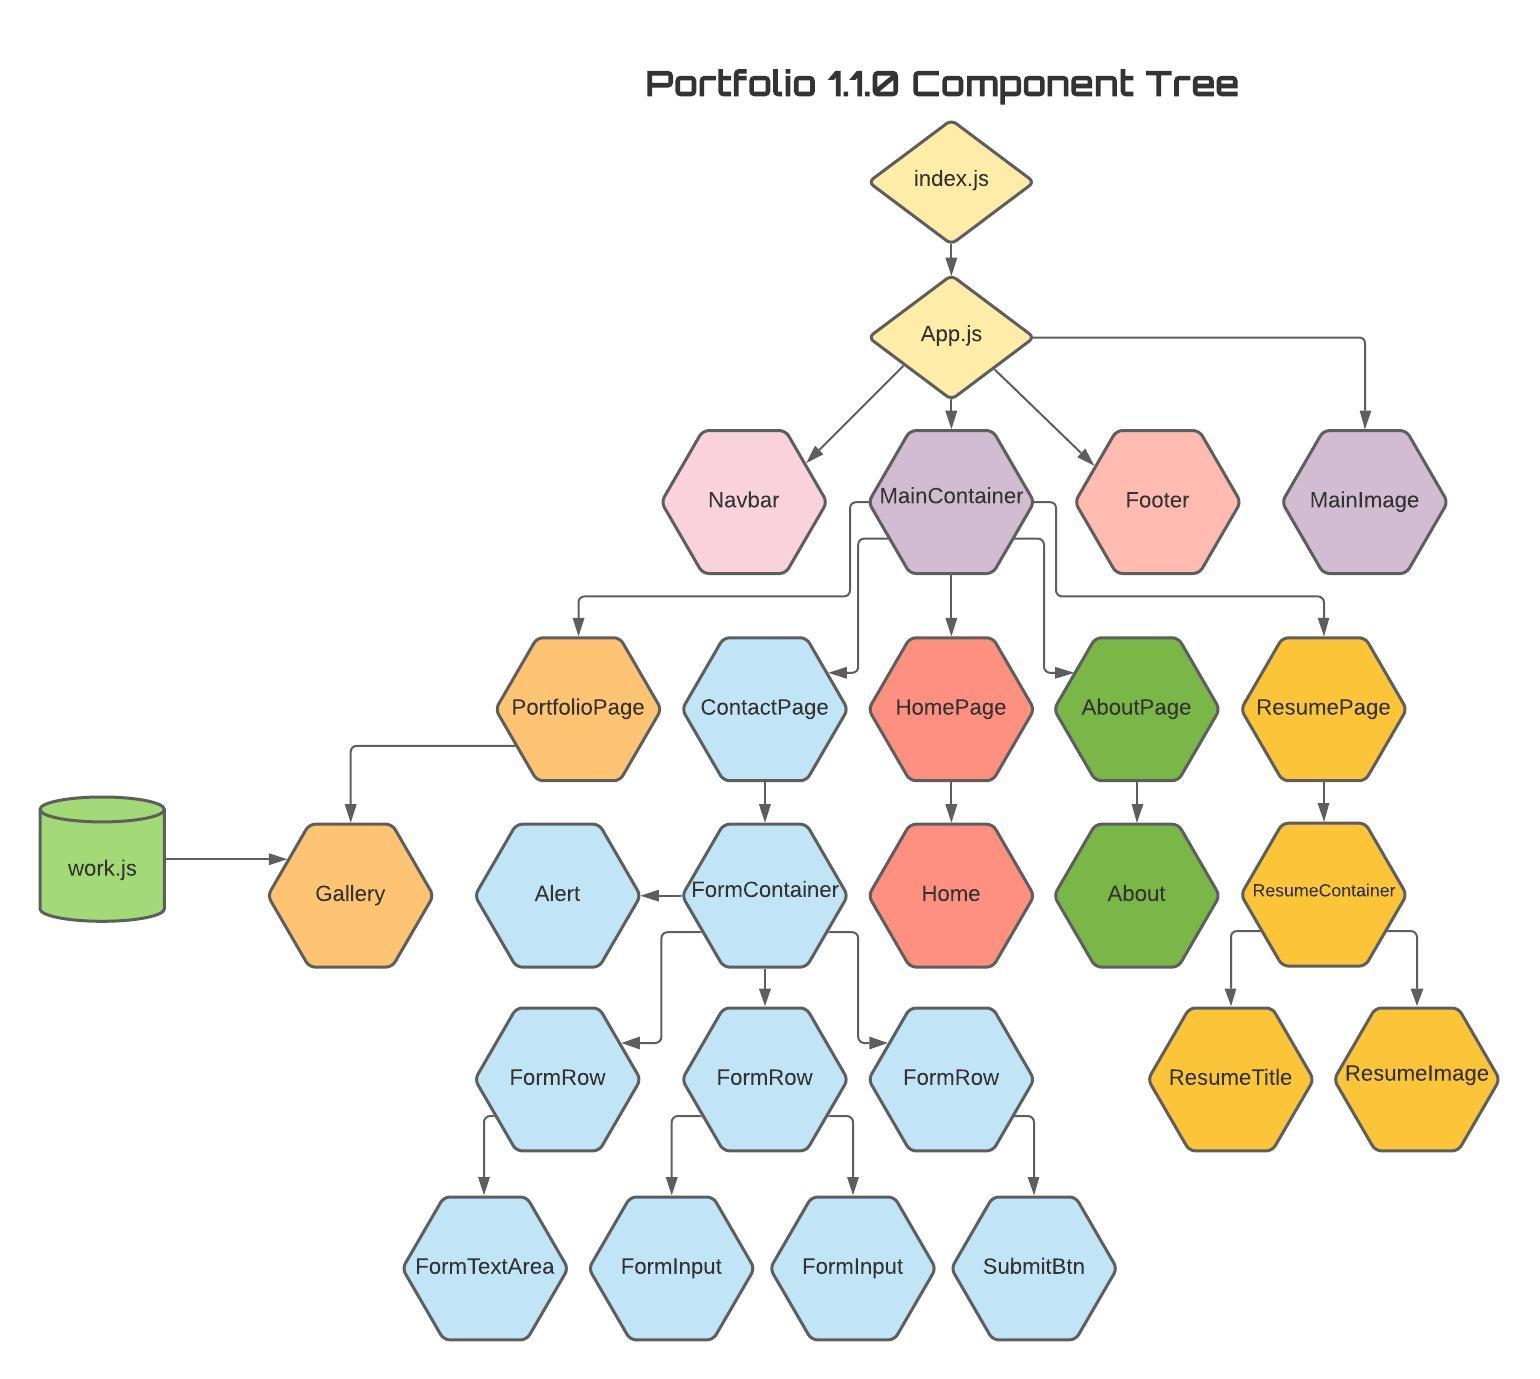 Portfolio 1.1.0 Component Tree
index.js
App.js
Navbar
MainContainer
Footer
MainImage
PortfolioPage
ContactPage
HomePage
AboutPage
ResumePage
work.js
Gallery
Alert
FormContainer
Home
About
ResumeContainer
FormRow
FormRow
FormRow
ResumeTitle
ResumeImage
FormTextArea
FormInput
FormInput
SubmitBtn